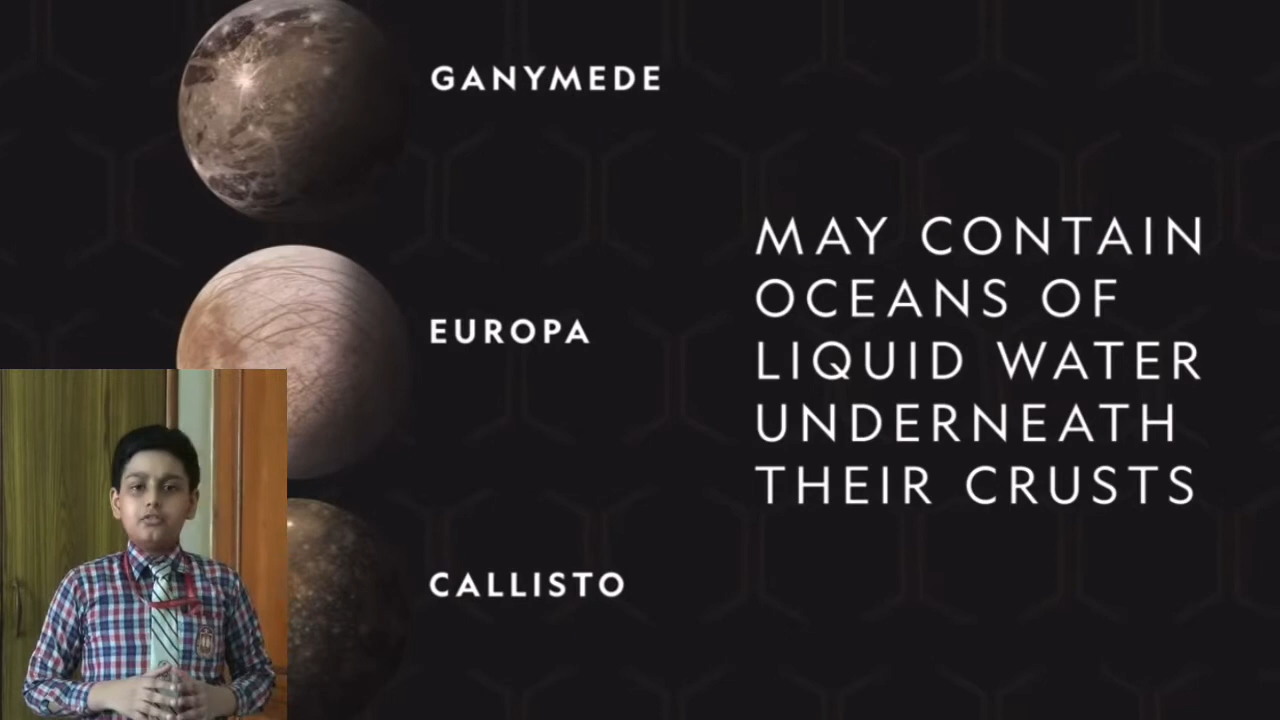 GANYMEDE
EUROPA
CALLISTO
MAY CONTAIN
OCEANS OF
LIQUID WATER
UNDERNEATH
THEIR CRUSTS